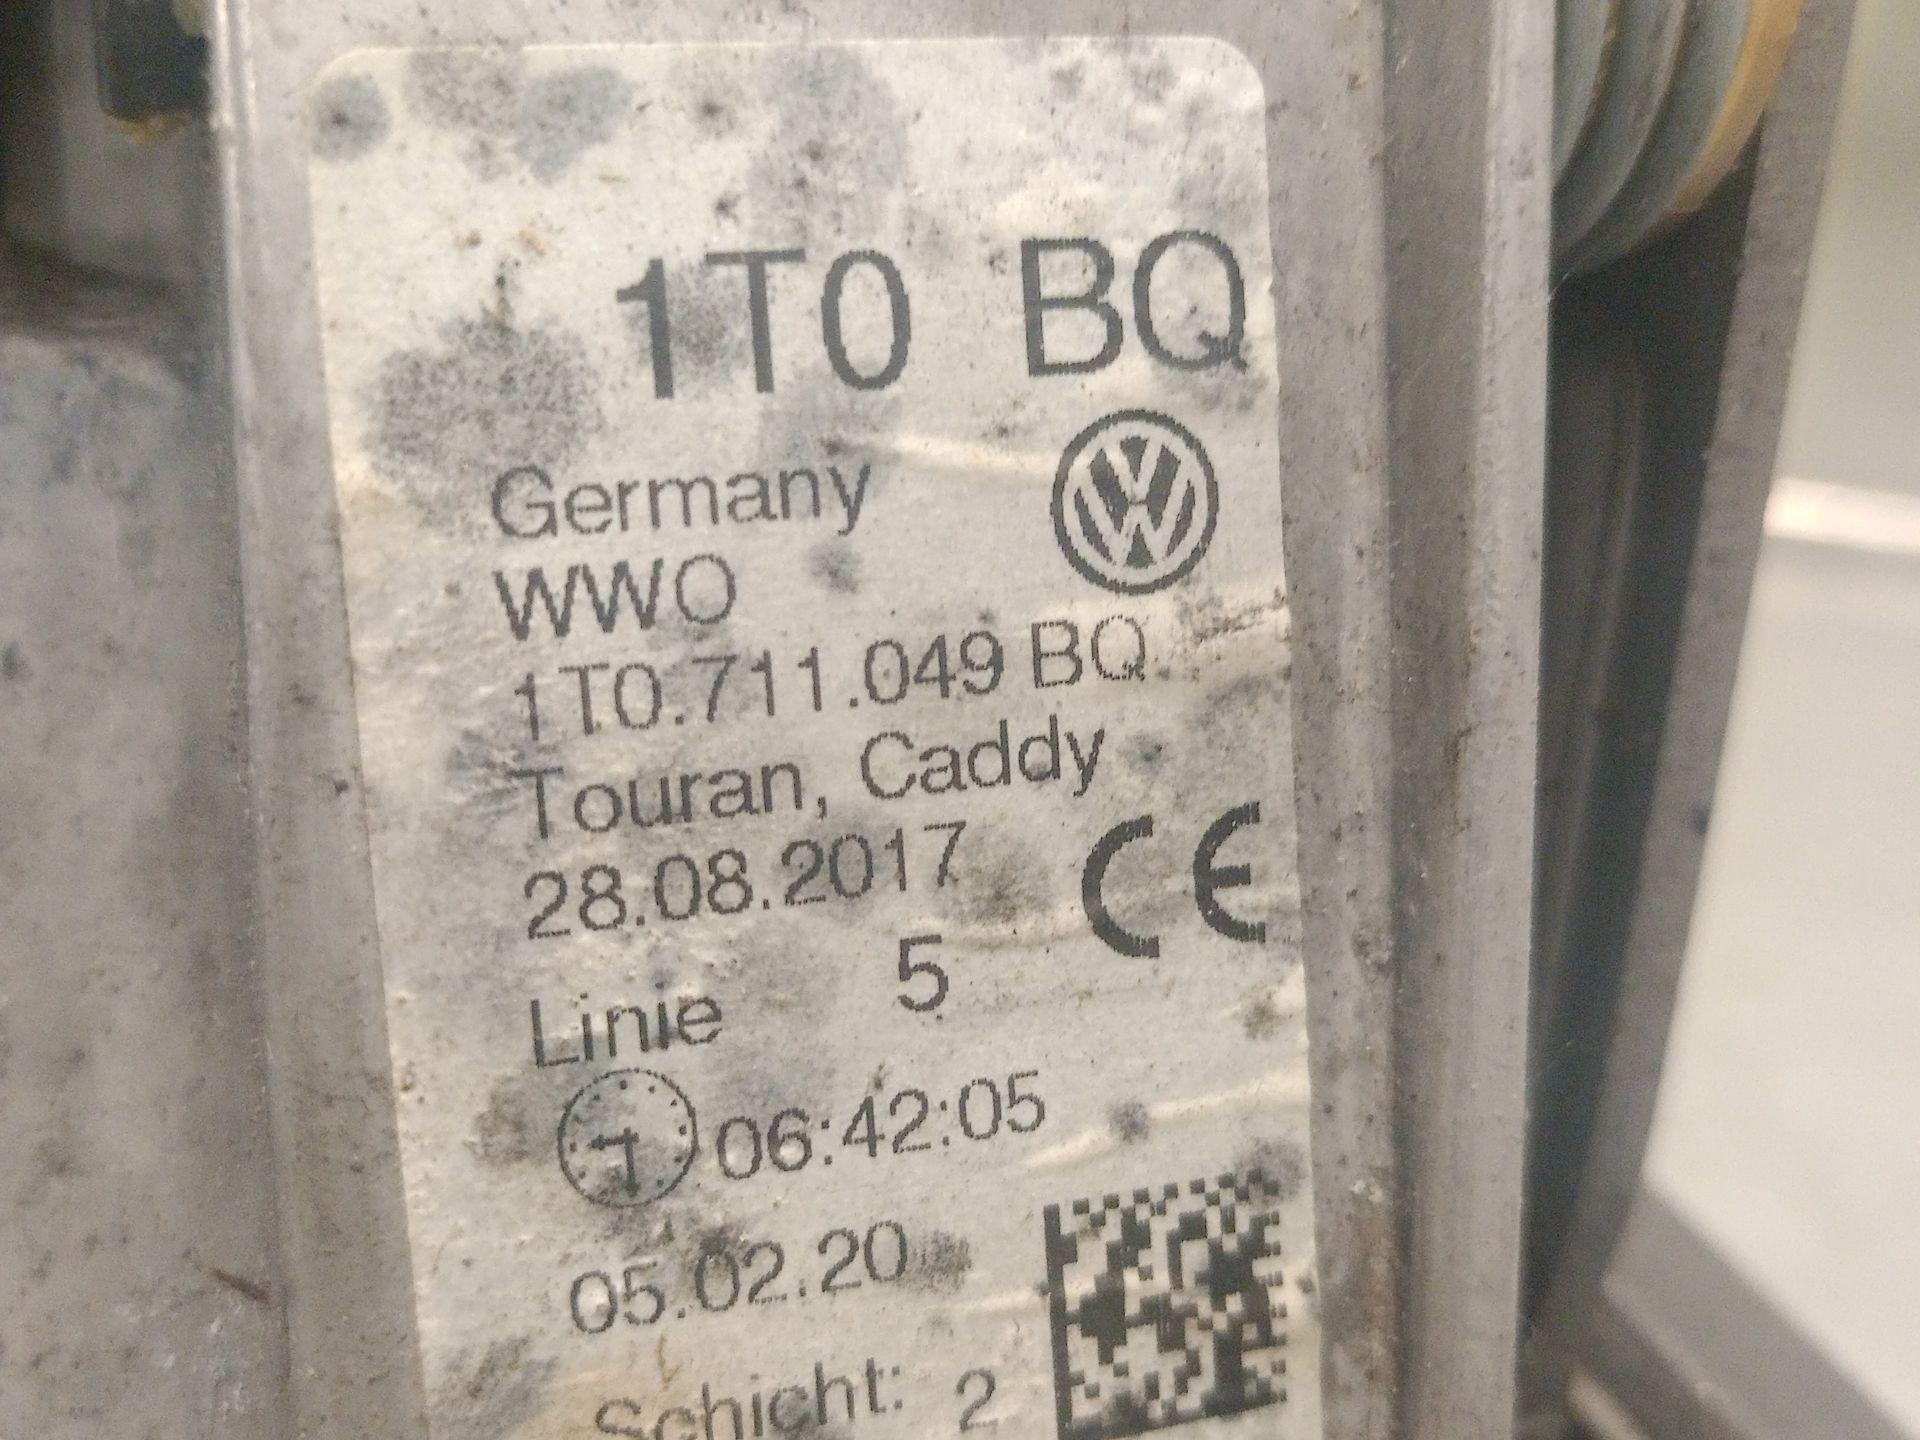 1T0 BQ
Germany
WWO
1T0.711.049 BQ
Touran, Caddy
28.08.2017
CE
Linie 5
06:42:05
05.02.20
Schicht: 2